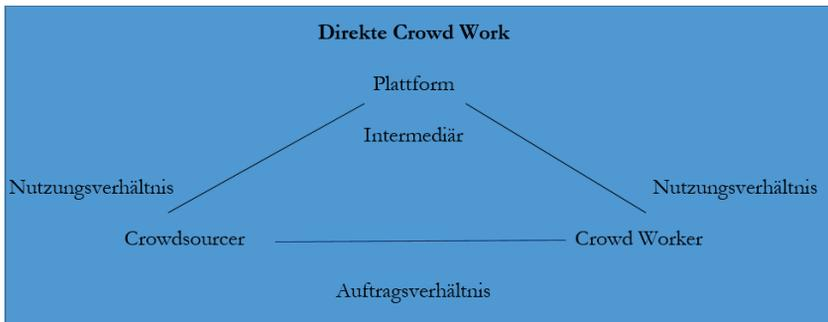 Direkte Crowd Work
Plattform
Intermediär
Nutzungsverhältnis
Nutzungsverhältnis
Crowdsourcer
Crowd Worker
Auftragsverhältnis